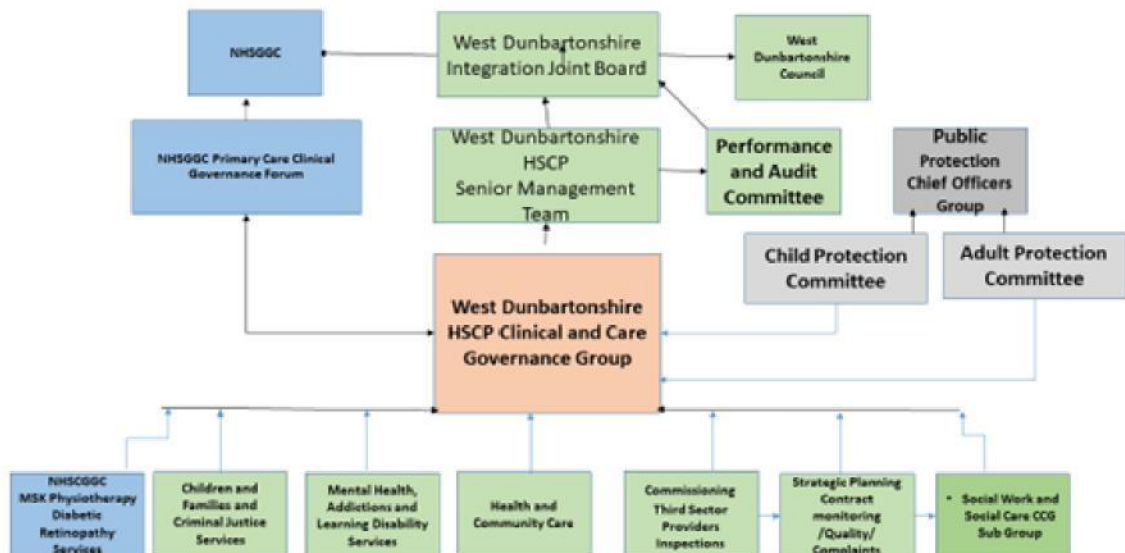 NHSGGC
West Dunbartonshire
Integration Joint Board
West
Dunbartonshire
Council
NHSGGC Primary Care Clinical
Governance Forum
West Dunbartonshire
HSCP
Senior Management
Team
Performance
and Audit
Committee
Public
Protection
Chief Officers
Group
Child Protection
Committee
Adult Protection
Committee
West Dunbartonshire
HSCP Clinical and Care
Governance Group
NHSCGGC
MSK Physiotherapy
Diabetic
Retinopathy
Services
Children and
Families and
Criminal Justice
Services
Mental Health,
Addictions and
Learning Disability
Services
Health and
Community Care
Commissioning
Third Sector
Providers
Inspections
Strategic Planning
Contract
monitoring
/Quality/
Complaints
• Social Work and
Social Care CCG
Sub Group